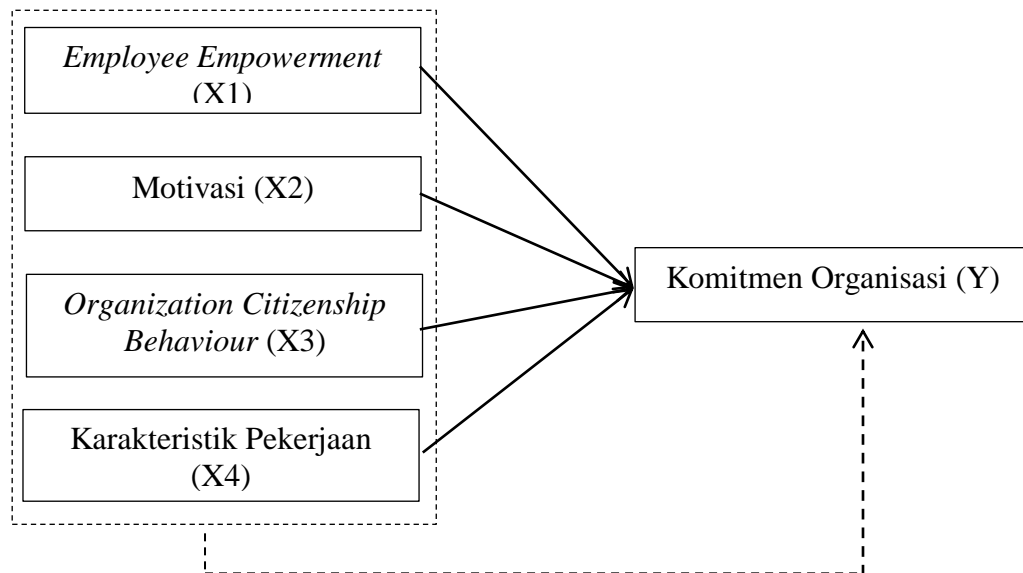 Employee Empowerment
(X1)
Motivasi (X2)
Organization Citizenship
Behaviour (X3)
Karakteristik Pekerjaan
(X4)
Komitmen Organisasi (Y)